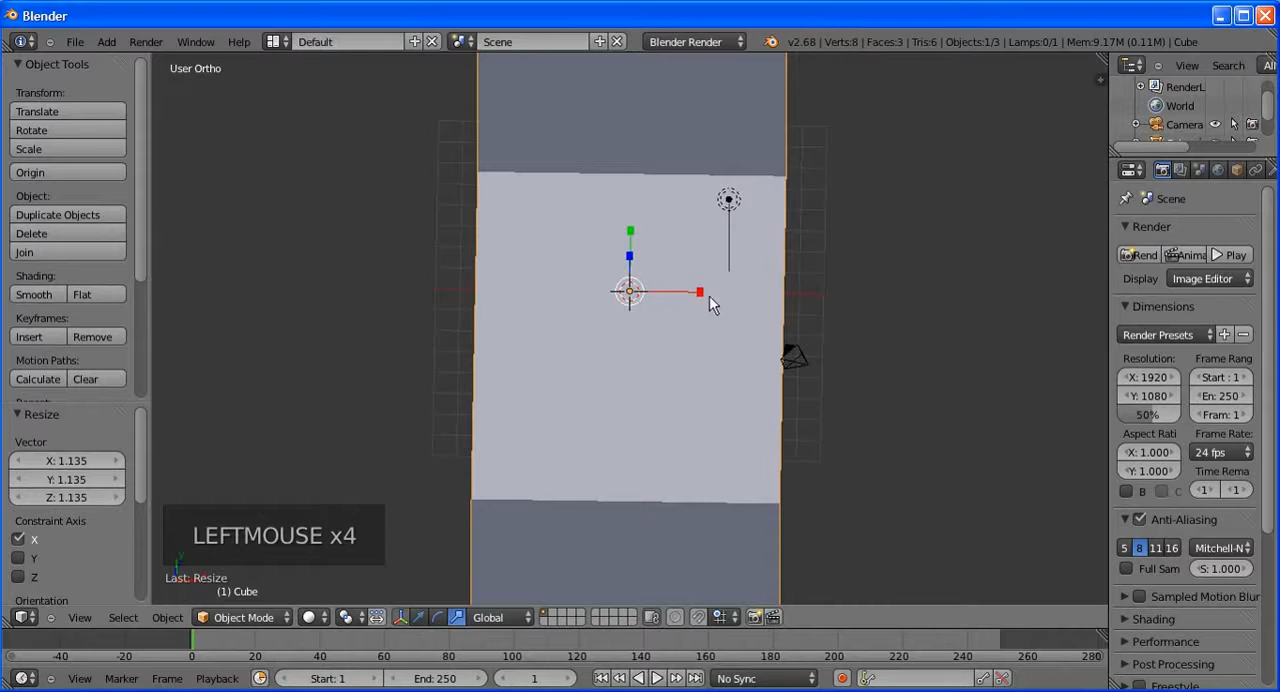 Blender
File Add Render Window Help Default Scene Blender Render v2.68 | Verts:8 | Faces:3 | Tris:6 | Objects:1/3 | Lamps:0/1 | Mem:9.17M (0.11M) | Cube
Object Tools
Transform:
Translate
Rotate
Scale
Origin
Object:
Duplicate Objects
Delete
Join
Shading:
Smooth Flat
Keyframes:
Insert Remove
Motion Paths:
Calculate Clear
Resize
Vector
X: 1.135
Y: 1.135
Z: 1.135
Constraint Axis
X
Y
Z
Orientation
User Ortho
LEFTMOUSE x4
Last: Resize
(1) Cube
View Select Object Object Mode Global
-40 -20 0 20 40 60 80 100 120 140 160 180 200 220 240 260 280
View Marker Frame Playback Start: 1 End: 250 1 No Sync
View Search All
RenderL
World
Camera
Scene
Render
Rend Anima Play
Display Image Editor
Dimensions
Render Presets
Resolution: Frame Rang
X: 1920 Start : 1
Y: 1080 En: 250
50% Fram: 1
Aspect Rati Frame Rate:
X: 1.000 24 fps
Y: 1.000 Time Rema
B C 1 1
Anti-Aliasing
5 8 11 16 Mitchell-N
Full Sam S: 1.000
Sampled Motion Blur
Shading
Performance
Post Processing
Freestyle